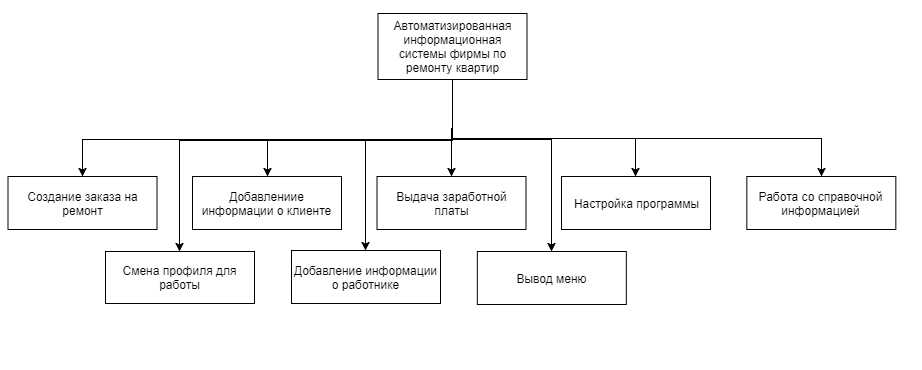 Автоматизированная
информационная
системы фирмы по
ремонту квартир
Создание заказа на
ремонт
Добавлениие
информации о клиенте
Выдача заработной
платы
Настройка программы
Работа со справочной
информацией
Смена профиля для
работы
Добавление информации
о работнике
Вывод меню